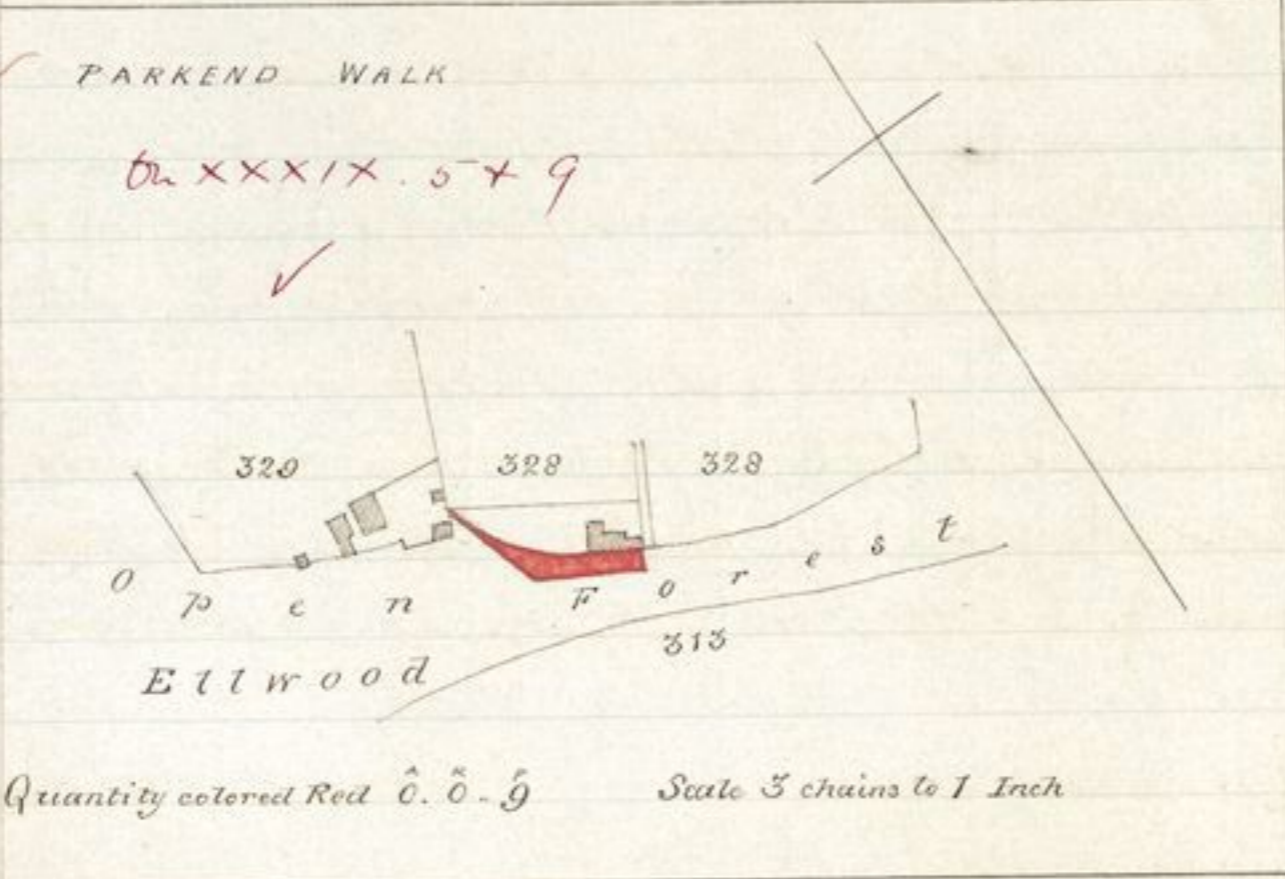 PARKEND WALK
On XXXIX. 5 + 9
329 328 328
Open Forest
313
Ellwood
Quantity colored Red 0. 0. 9
Scale 3 chains to 1 Inch